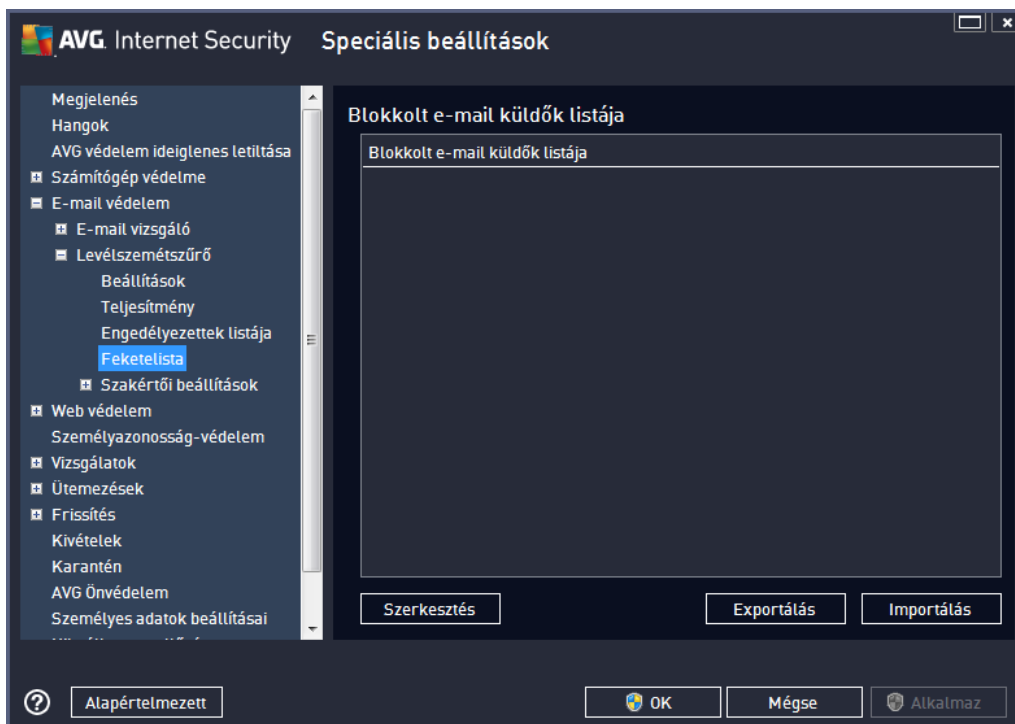 AVG. Internet Security Speciális beállítások
Megjelenés
Hangok
AVG védelem ideiglenes letiltása
Számítógép védelme
E-mail védelem
E-mail vizsgáló
Levélszemétszűrő
Beállítások
Teljesítmény
Engedélyezettek listája
Feketelista
Szakértői beállítások
Web védelem
Személyazonosság-védelem
Vizsgálatok
Ütemezések
Frissítés
Kivételek
Karantén
AVG Önvédelem
Személyes adatok beállításai
Blokkolt e-mail küldők listája
Blokkolt e-mail küldők listája
Szerkesztés Exportálás Importálás
Alapértelmezett OK Mégse Alkalmaz